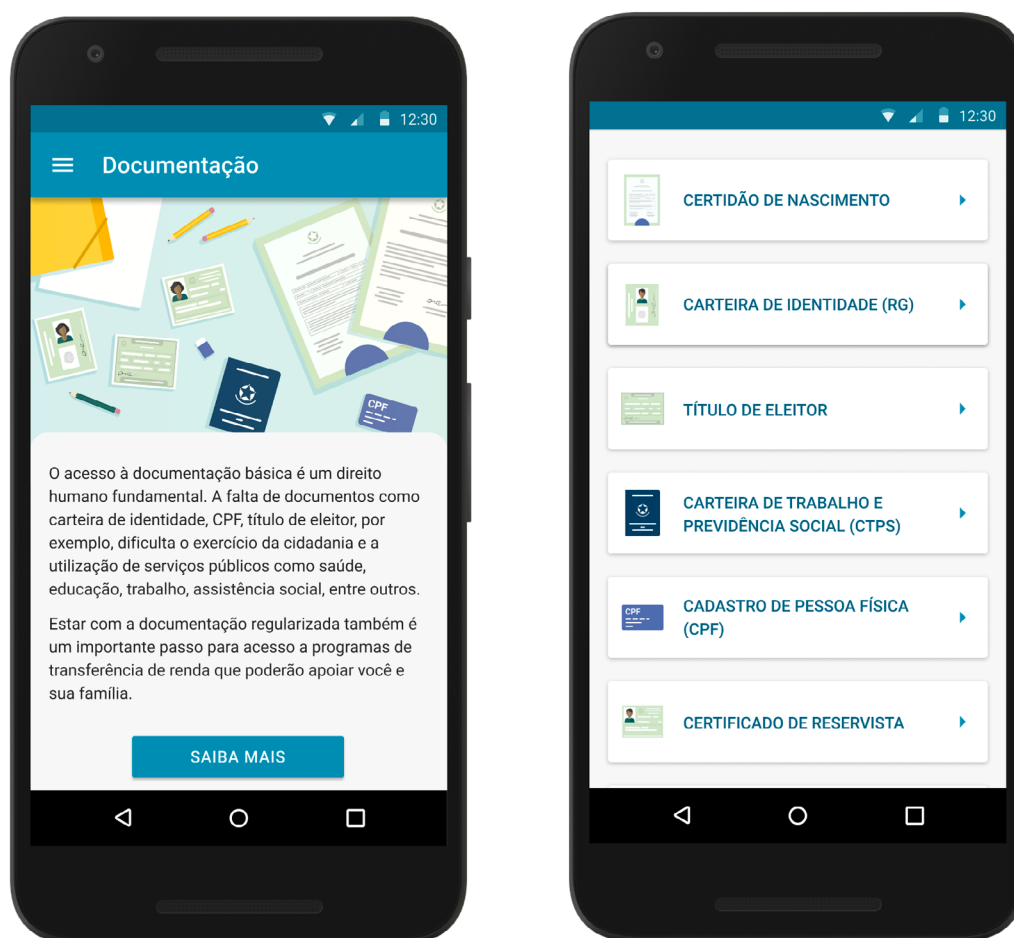 12:30
Documentação
CPF
O acesso à documentação básica é um direito
humano fundamental. A falta de documentos como
carteira de identidade, CPF, título de eleitor, por
exemplo, dificulta o exercício da cidadania e a
utilização de serviços públicos como saúde,
educação, trabalho, assistência social, entre outros.
Estar com a documentação regularizada também é
um importante passo para acesso a programas de
transferência de renda que poderão apoiar você e
sua família.
SAIBA MAIS
12:30
CERTIDÃO DE NASCIMENTO
CARTEIRA DE IDENTIDADE (RG)
TÍTULO DE ELEITOR
CARTEIRA DE TRABALHO E
PREVIDÊNCIA SOCIAL (CTPS)
CPF
CADASTRO DE PESSOA FÍSICA
(CPF)
CERTIFICADO DE RESERVISTA